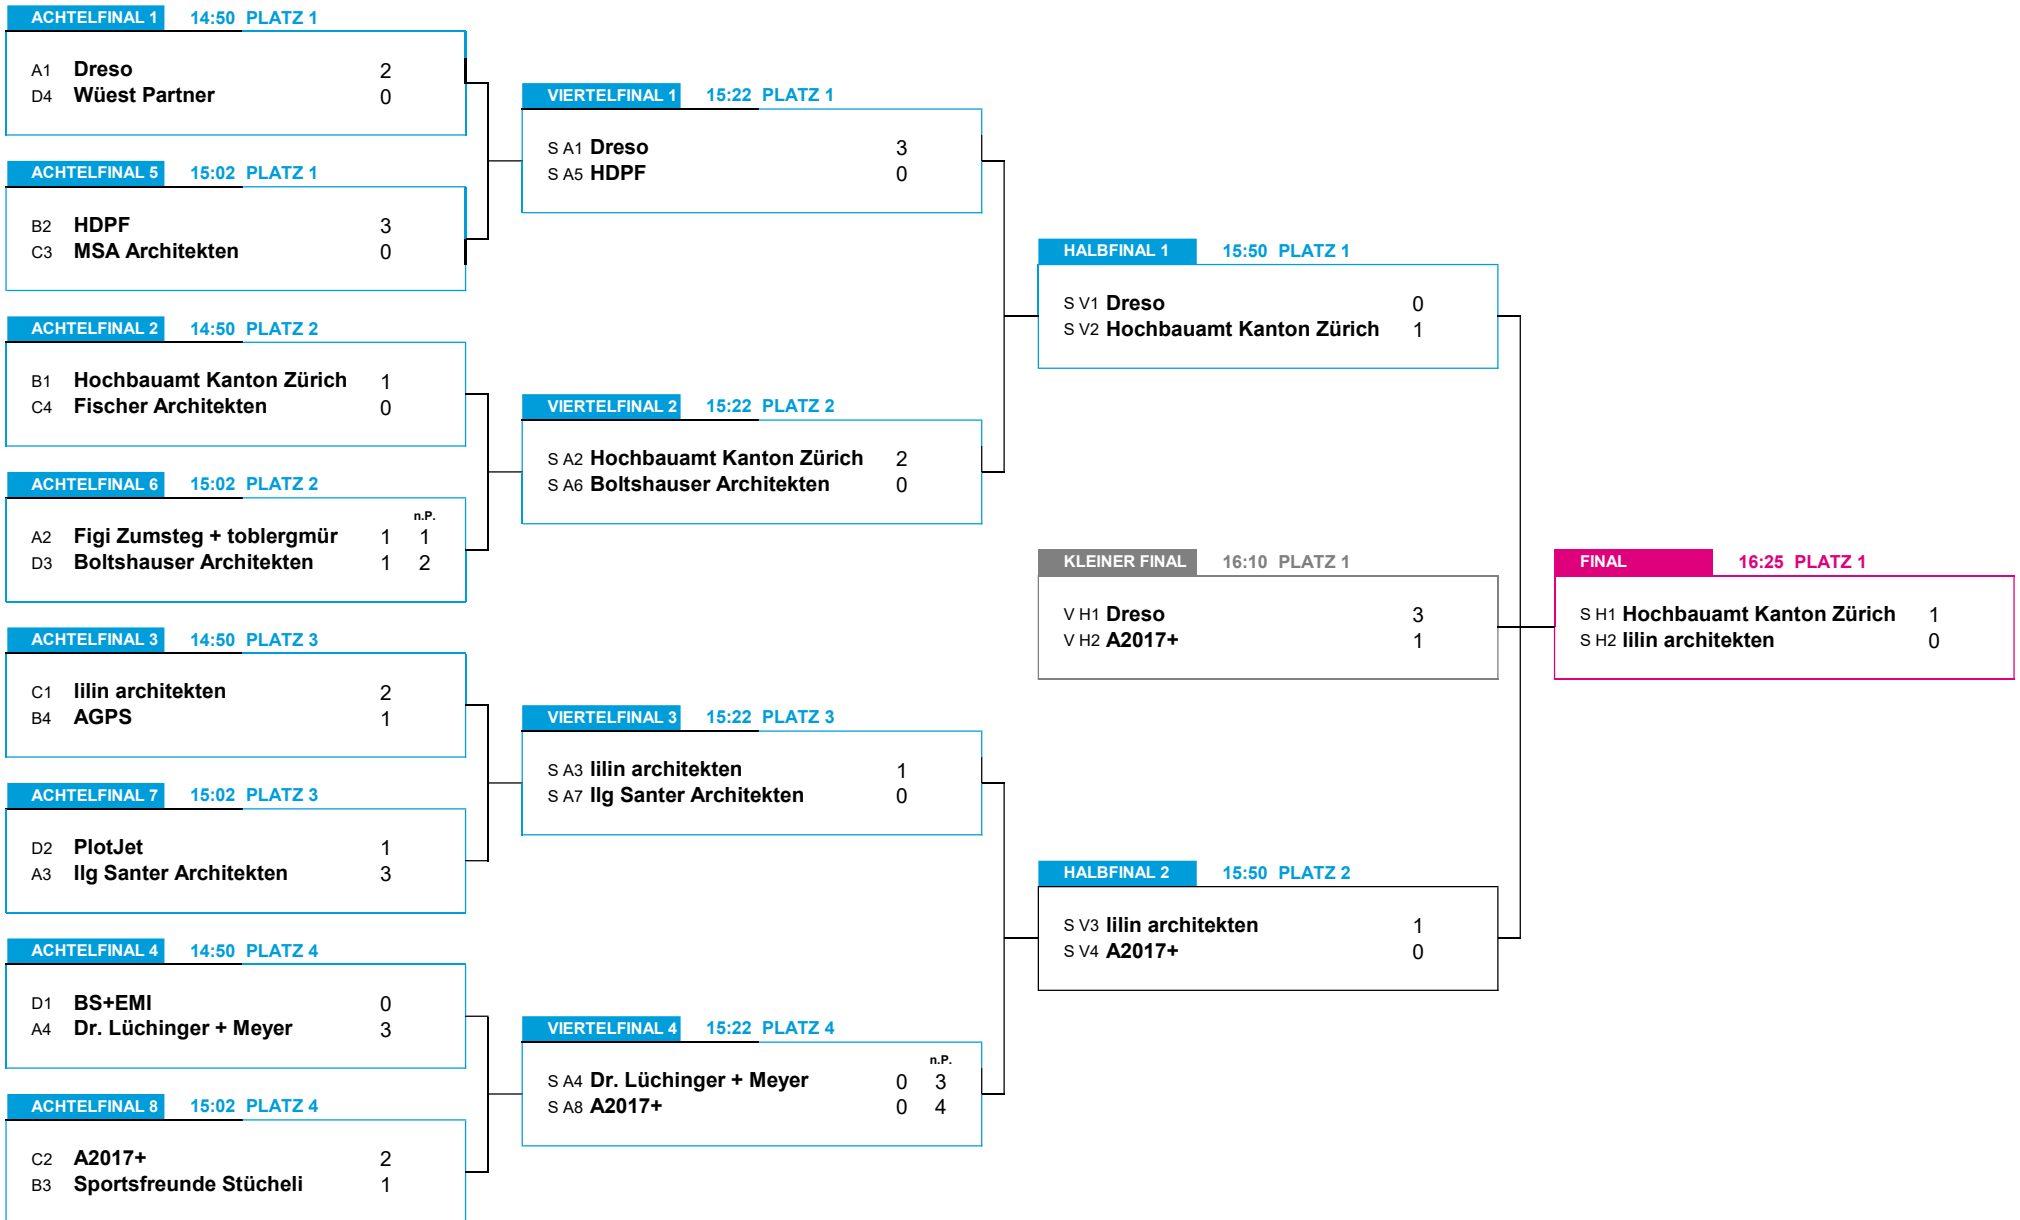 ACHTELFINAL 1 14:50 PLATZ 1
A1 Dreso 2
D4 Wüest Partner 0
ACHTELFINAL 5 15:02 PLATZ 1
B2 HDPF 3
C3 MSA Architekten 0
ACHTELFINAL 2 14:50 PLATZ 2
B1 Hochbauamt Kanton Zürich 1
C4 Fischer Architekten 0
ACHTELFINAL 6 15:02 PLATZ 2
n.P.
A2 Figi Zumsteg + toblergmür 1 1
D3 Boltshauser Architekten 1 2
ACHTELFINAL 3 14:50 PLATZ 3
C1 lilin architekten 2
B4 AGPS 1
ACHTELFINAL 7 15:02 PLATZ 3
D2 PlotJet 1
A3 Ilg Santer Architekten 3
ACHTELFINAL 4 14:50 PLATZ 4
D1 BS+EMI 0
A4 Dr. Lüchinger + Meyer 3
ACHTELFINAL 8 15:02 PLATZ 4
C2 A2017+ 2
B3 Sportsfreunde Stücheli 1
VIERTELFINAL 1 15:22 PLATZ 1
S A1 Dreso 3
S A5 HDPF 0
VIERTELFINAL 2 15:22 PLATZ 2
S A2 Hochbauamt Kanton Zürich 2
S A6 Boltshauser Architekten 0
VIERTELFINAL 3 15:22 PLATZ 3
S A3 lilin architekten 1
S A7 Ilg Santer Architekten 0
VIERTELFINAL 4 15:22 PLATZ 4
n.P.
S A4 Dr. Lüchinger + Meyer 0 3
S A8 A2017+ 0 4
HALBFINAL 1 15:50 PLATZ 1
S V1 Dreso 0
S V2 Hochbauamt Kanton Zürich 1
KLEINER FINAL 16:10 PLATZ 1
V H1 Dreso 3
V H2 A2017+ 1
HALBFINAL 2 15:50 PLATZ 2
S V3 lilin architekten 1
S V4 A2017+ 0
FINAL 16:25 PLATZ 1
S H1 Hochbauamt Kanton Zürich 1
S H2 lilin architekten 0